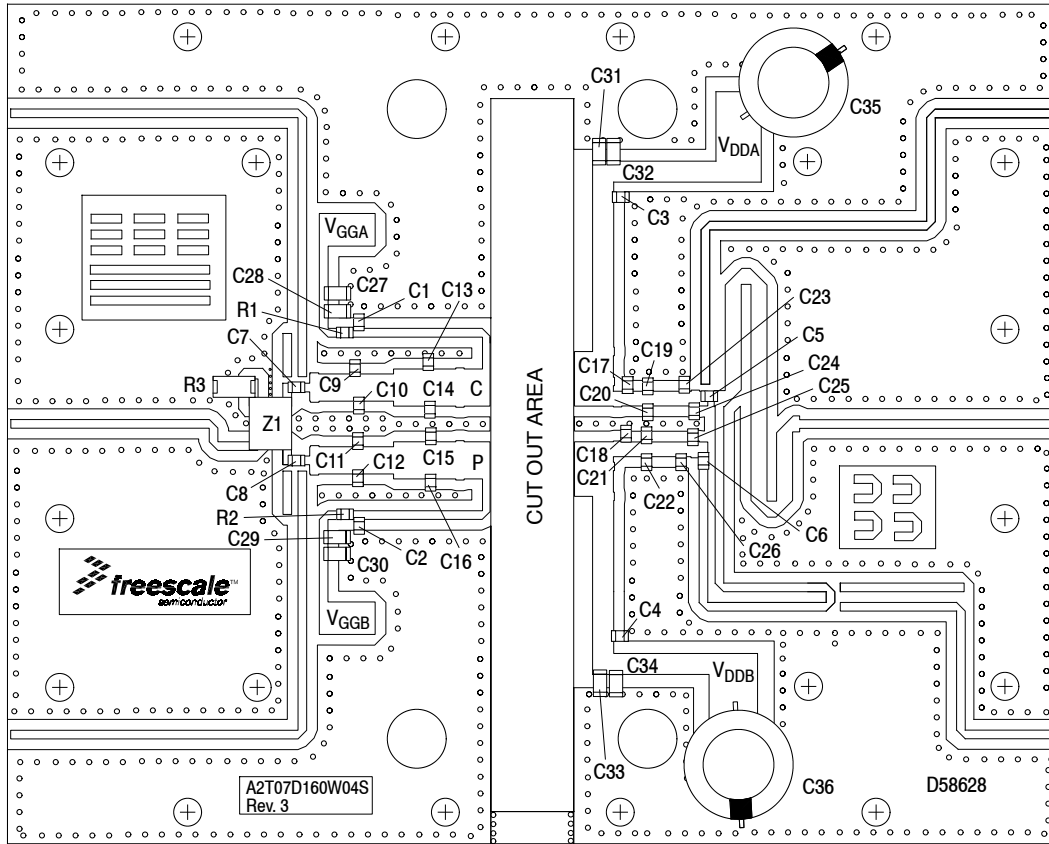 C31
C35
VDDA
C32
C3
VGGA
C28
C27
C1
C13
R1
C7
C9
R3
C10
C14
C
Z1
C11
C12
C15
P
C8
R2
C29
C30
C2
C16
VGGB
CUT OUT AREA
C23
C5
C17
C19
C24
C20
C25
C18
C21
C22
C26
C6
C4
C34
VDDB
C33
C36
freescale™
semiconductor
A2T07D160W04S
Rev. 3
D58628